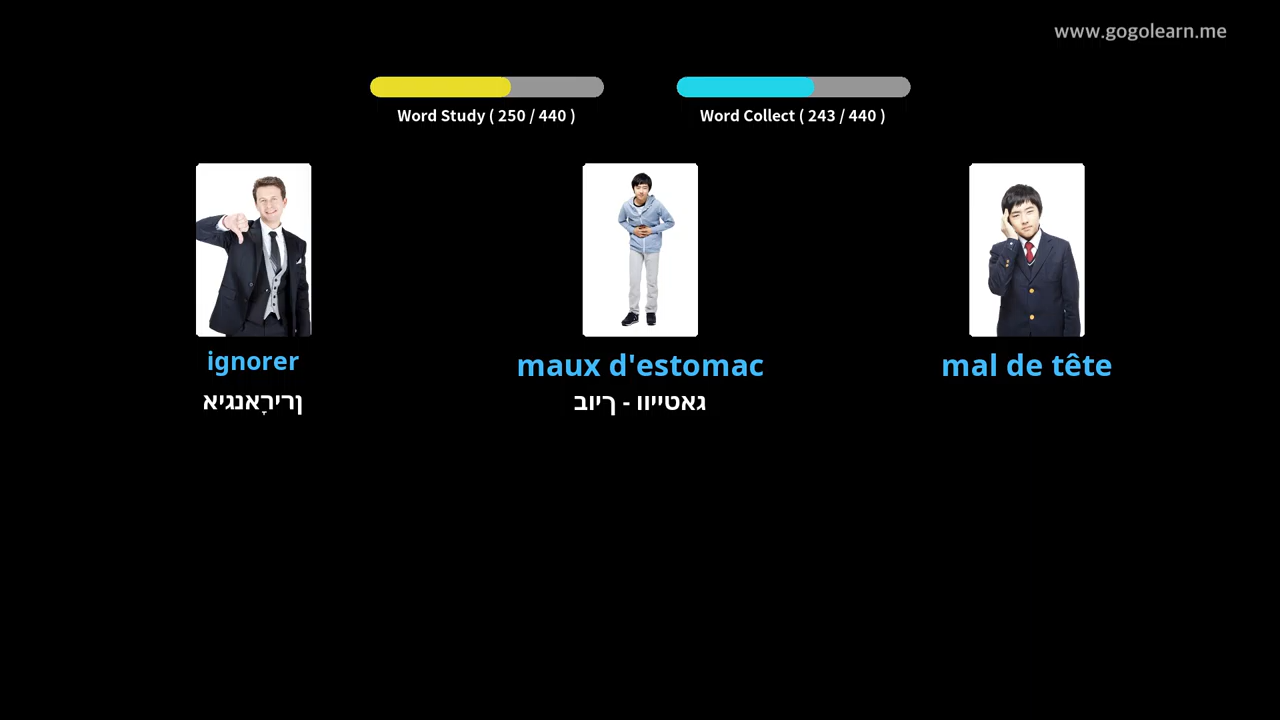 www.gogolearn.me
Word Study ( 250 / 440 )
Word Collect ( 243 / 440 )
ignorer
איגנאָרירן
maux d'estomac
בויך - ווייטאג
mal de tête